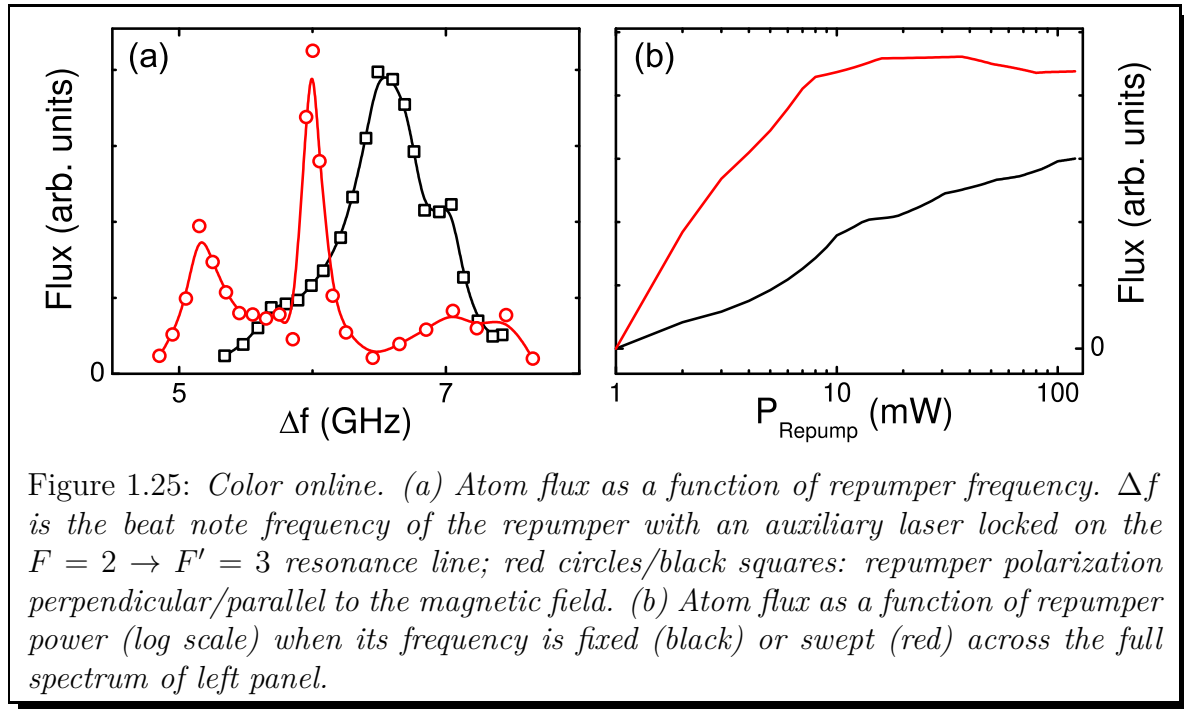 (a)
Flux (arb. units)
0
5
7
Δf (GHz)
(b)
Flux (arb. units)
0
1
10
100
P_Repump (mW)
Figure 1.25: Color online. (a) Atom flux as a function of repumper frequency. Δf
is the beat note frequency of the repumper with an auxiliary laser locked on the
F = 2 → F′ = 3 resonance line; red circles/black squares: repumper polarization
perpendicular/parallel to the magnetic field. (b) Atom flux as a function of repumper
power (log scale) when its frequency is fixed (black) or swept (red) across the full
spectrum of left panel.